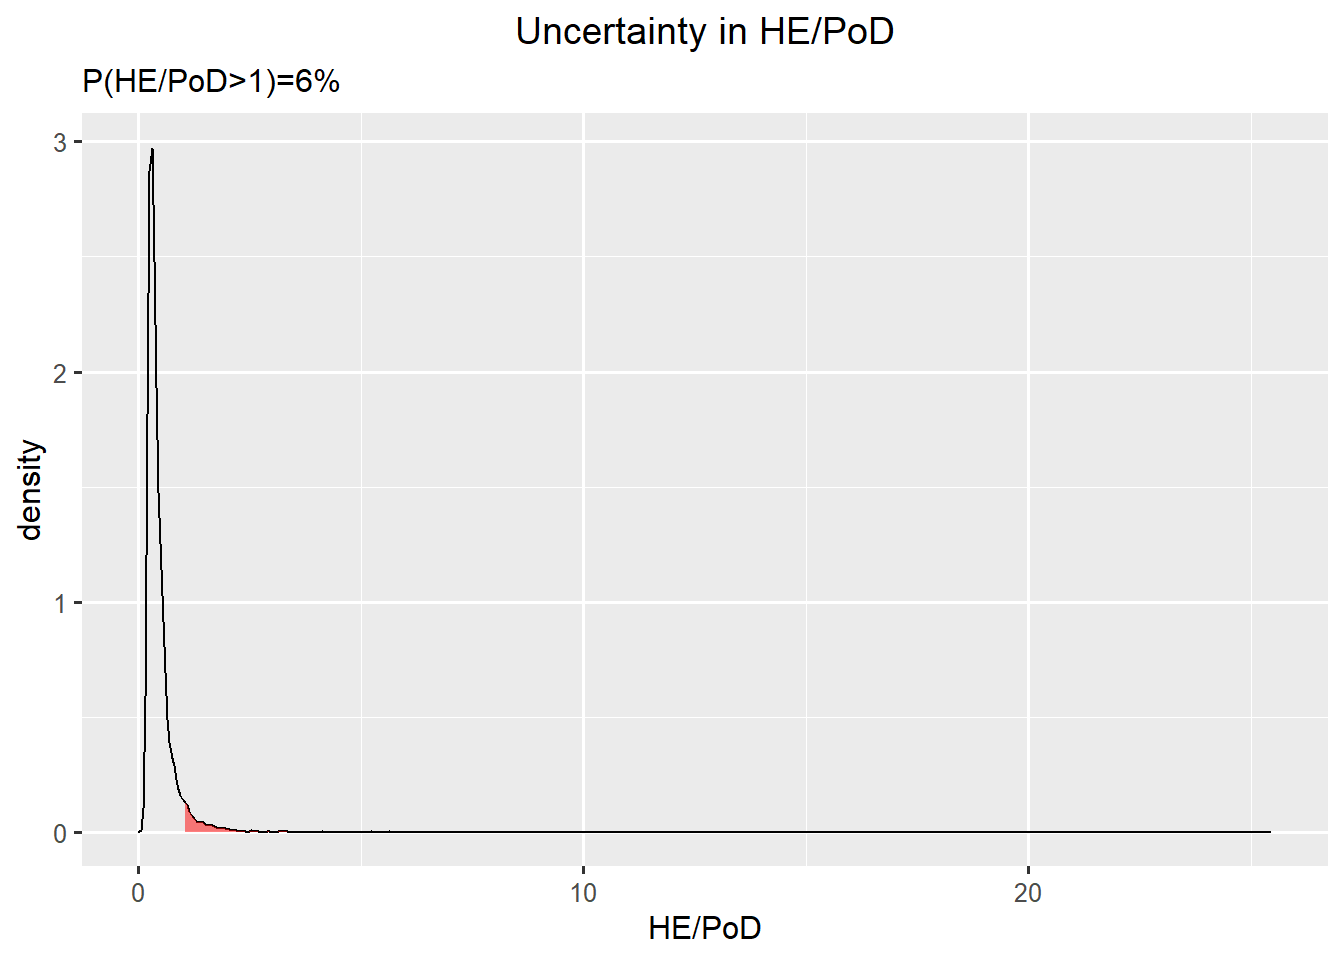 Uncertainty in HE/PoD
P(HE/PoD>1)=6%
3
2
1
0
density
0 10 20
HE/PoD